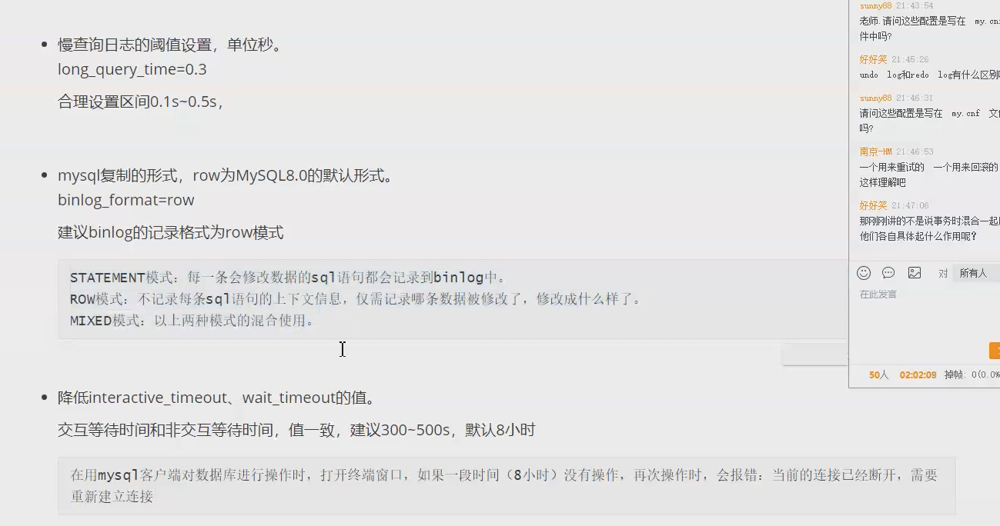 慢查询日志的阈值设置，单位秒。
long_query_time=0.3
合理设置区间0.1s~0.5s，
mysql复制的形式，row为MySQL8.0的默认形式。
binlog_format=row
建议binlog的记录格式为row模式
STATEMENT模式：每一条会修改数据的sql语句都会记录到binlog中。
ROW模式：不记录每条sql语句的上下文信息，仅需记录哪条数据被修改了，修改成什么样了。
MIXED模式：以上两种模式的混合使用。
降低interactive_timeout、wait_timeout的值。
交互等待时间和非交互等待时间，值一致，建议300~500s，默认8小时
在用mysql客户端对数据库进行操作时，打开终端窗口，如果一段时间（8小时）没有操作，再次操作时，会报错：当前的连接已经断开，需要
重新建立连接
sunny88 21:43:54
老师.请问这些配置是写在 my.cn
件中吗?
好好笑 21:45:26
undo log和redo log有什么区别
sunny88 21:46:31
请问这些配置是写在 my.cnf 文
吗?
南京-HM 21:46:53
一个用来重试的 一个用来回滚的
这样理解吧
好好笑 21:47:06
那刚刚讲的不是说事务时混合一起
他们各自具体起什么作用呢?
对 所有人
在此发言
50人 02:02:09 掉帧: 0(0.0%